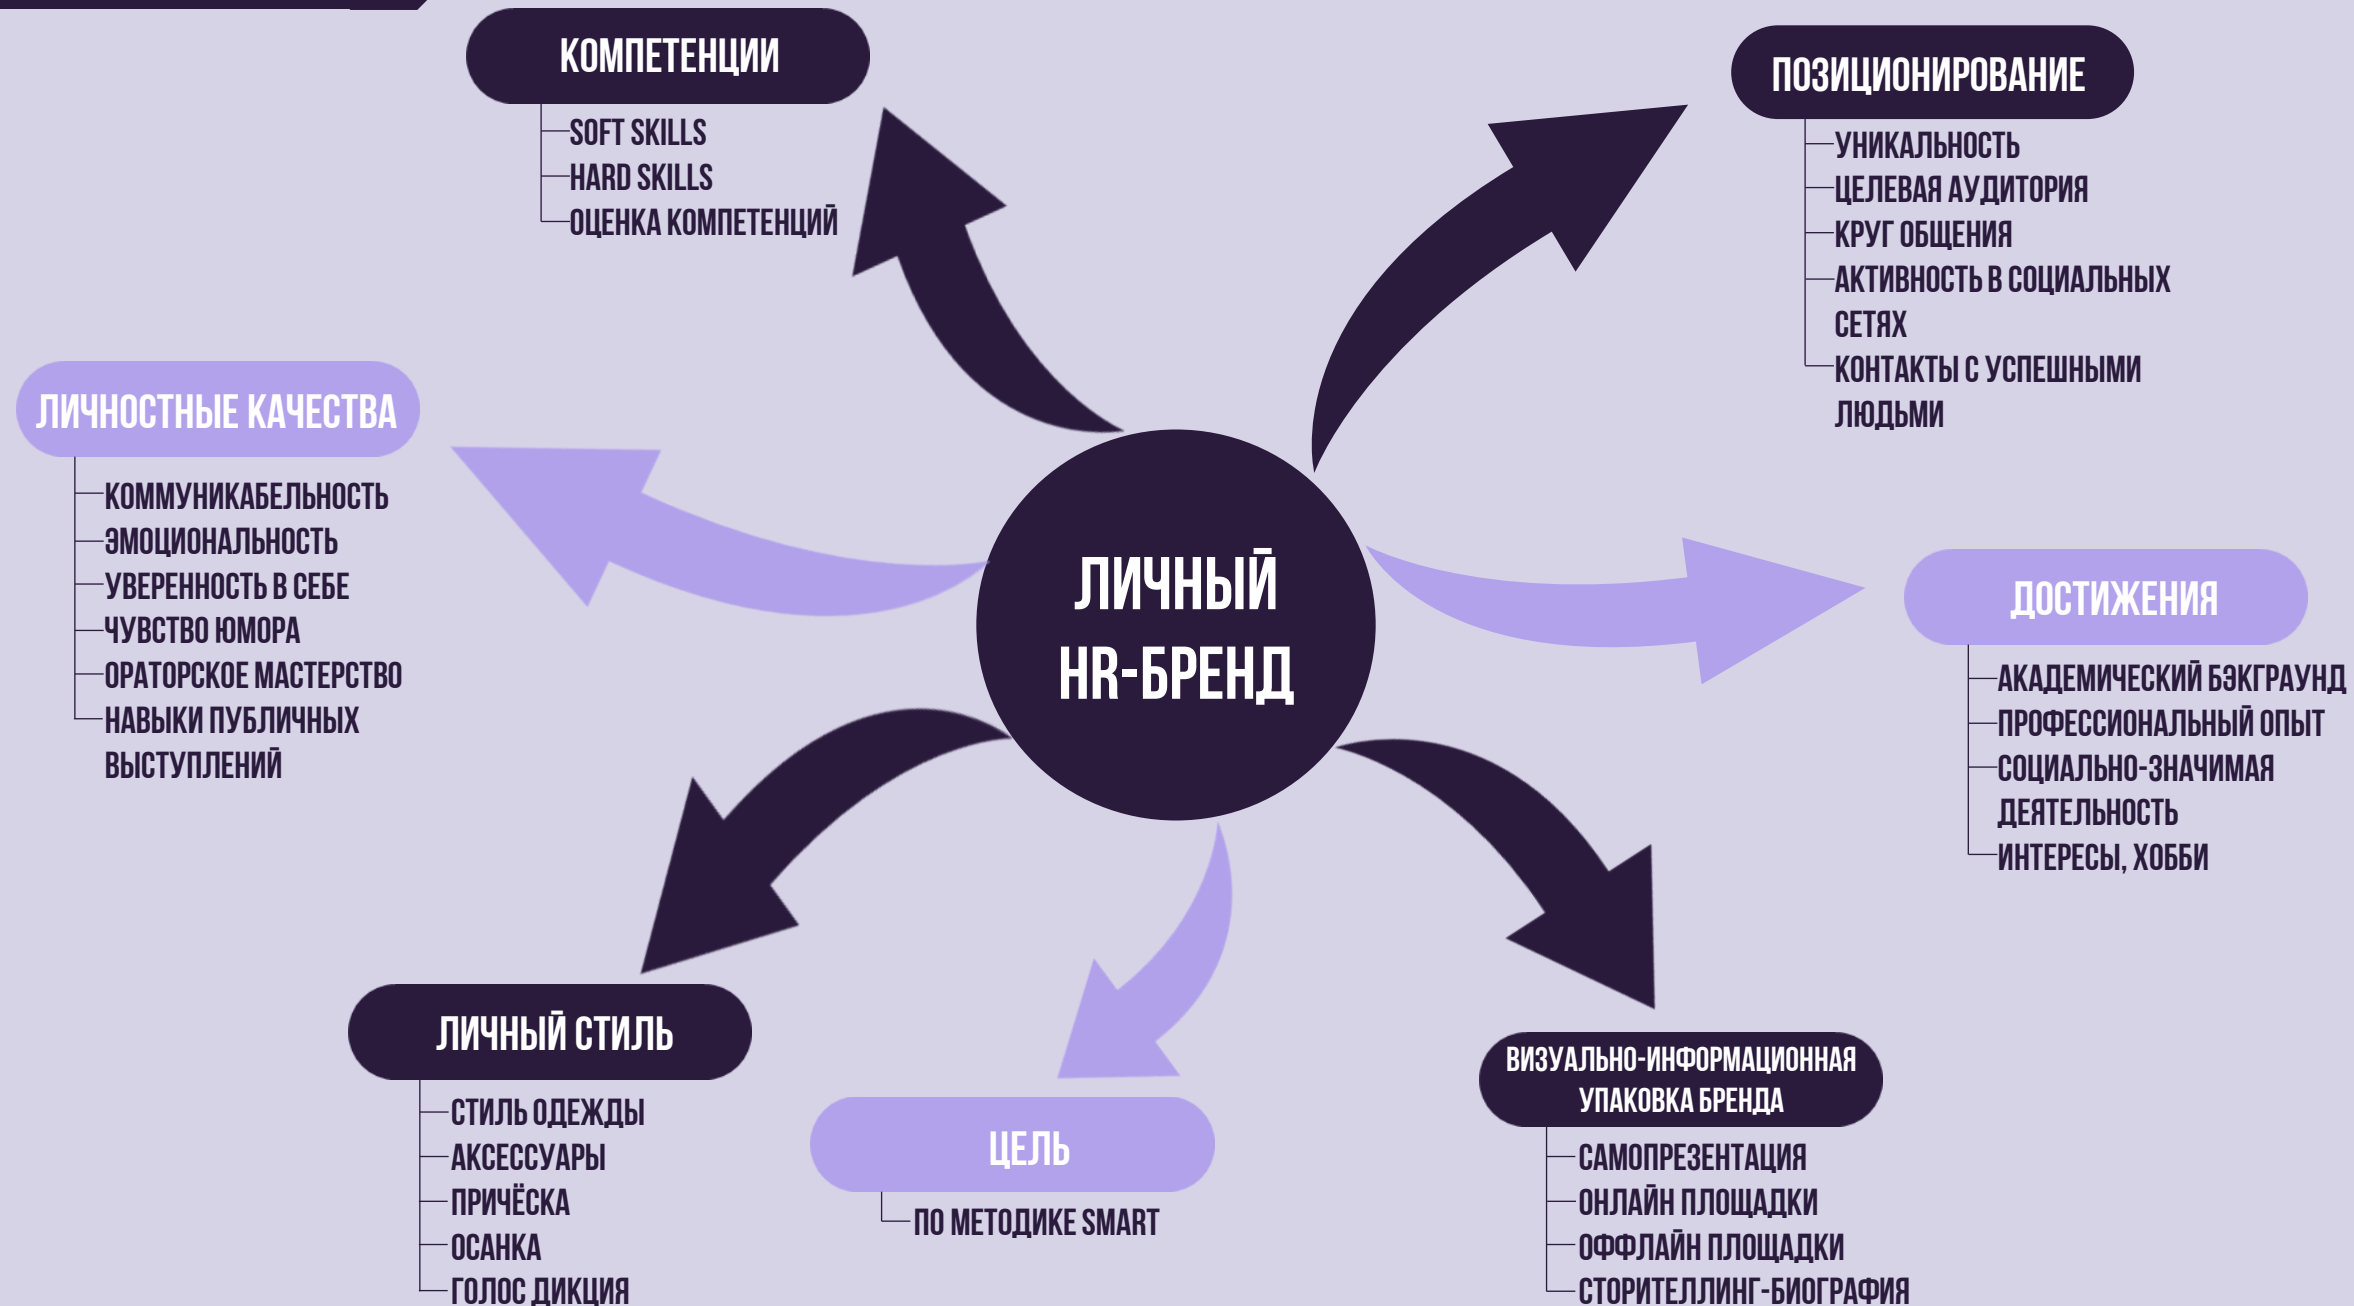 КОМПЕТЕНЦИИ
SOFT SKILLS
HARD SKILLS
ОЦЕНКА КОМПЕТЕНЦИЙ
ПОЗИЦИОНИРОВАНИЕ
УНИКАЛЬНОСТЬ
ЦЕЛЕВАЯ АУДИТОРИЯ
КРУГ ОБЩЕНИЯ
АКТИВНОСТЬ В СОЦИАЛЬНЫХ
СЕТЯХ
КОНТАКТЫ С УСПЕШНЫМИ
ЛЮДЬМИ
ЛИЧНОСТНЫЕ КАЧЕСТВА
КОММУНИКАБЕЛЬНОСТЬ
ЭМОЦИОНАЛЬНОСТЬ
УВЕРЕННОСТЬ В СЕБЕ
ЧУВСТВО ЮМОРА
ОРАТОРСКОЕ МАСТЕРСТВО
НАВЫКИ ПУБЛИЧНЫХ
ВЫСТУПЛЕНИЙ
ЛИЧНЫЙ
HR-БРЕНД
ДОСТИЖЕНИЯ
АКАДЕМИЧЕСКИЙ БЭКГРАУНД
ПРОФЕССИОНАЛЬНЫЙ ОПЫТ
СОЦИАЛЬНО-ЗНАЧИМАЯ
ДЕЯТЕЛЬНОСТЬ
ИНТЕРЕСЫ, ХОББИ
ЛИЧНЫЙ СТИЛЬ
СТИЛЬ ОДЕЖДЫ
АКСЕССУАРЫ
ПРИЧЁСКА
ОСАНКА
ГОЛОС ДИКЦИЯ
ЦЕЛЬ
ПО МЕТОДИКЕ SMART
ВИЗУАЛЬНО-ИНФОРМАЦИОННАЯ
УПАКОВКА БРЕНДА
САМОПРЕЗЕНТАЦИЯ
ОНЛАЙН ПЛОЩАДКИ
ОФФЛАЙН ПЛОЩАДКИ
СТОРИТЕЛЛИНГ-БИОГРАФИЯ